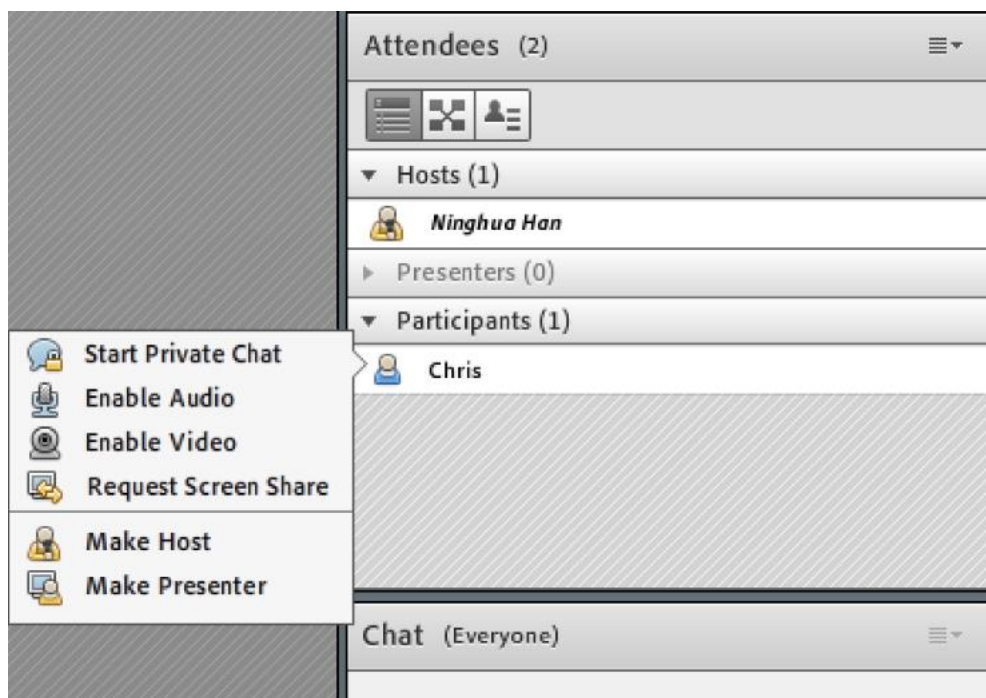 Attendees (2)
Hosts (1)
Ninghua Han
Presenters (0)
Participants (1)
Chris
Start Private Chat
Enable Audio
Enable Video
Request Screen Share
Make Host
Make Presenter
Chat (Everyone)